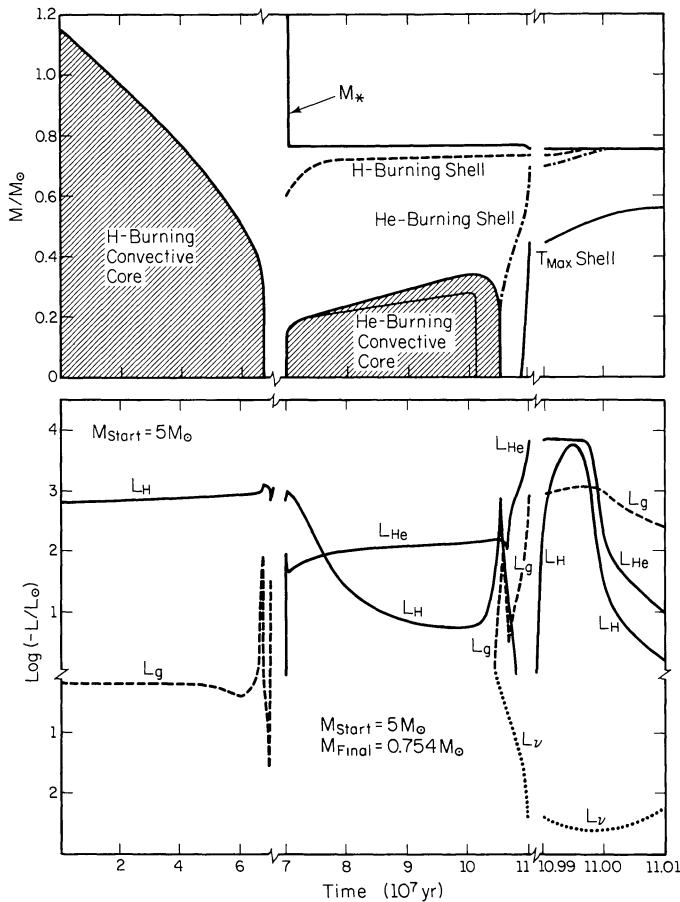 1.2
1.0
0.8
0.6
0.4
0.2
0
M/M⊙
M*
H-Burning Shell
He-Burning Shell
TMax Shell
H-Burning
Convective
Core
He-Burning
Convective
Core
4
3
2
1
1
2
Log (-L/L⊙)
MStart = 5M⊙
LH
LHe
Lg
LH
LHe
Lg
LH
LHe
Lg
LH
Lg
Lν
Lν
MStart = 5M⊙
MFinal = 0.754M⊙
2
4
6
7
8
9
10
11
10.99
11.00
11.01
Time (10⁷ yr)